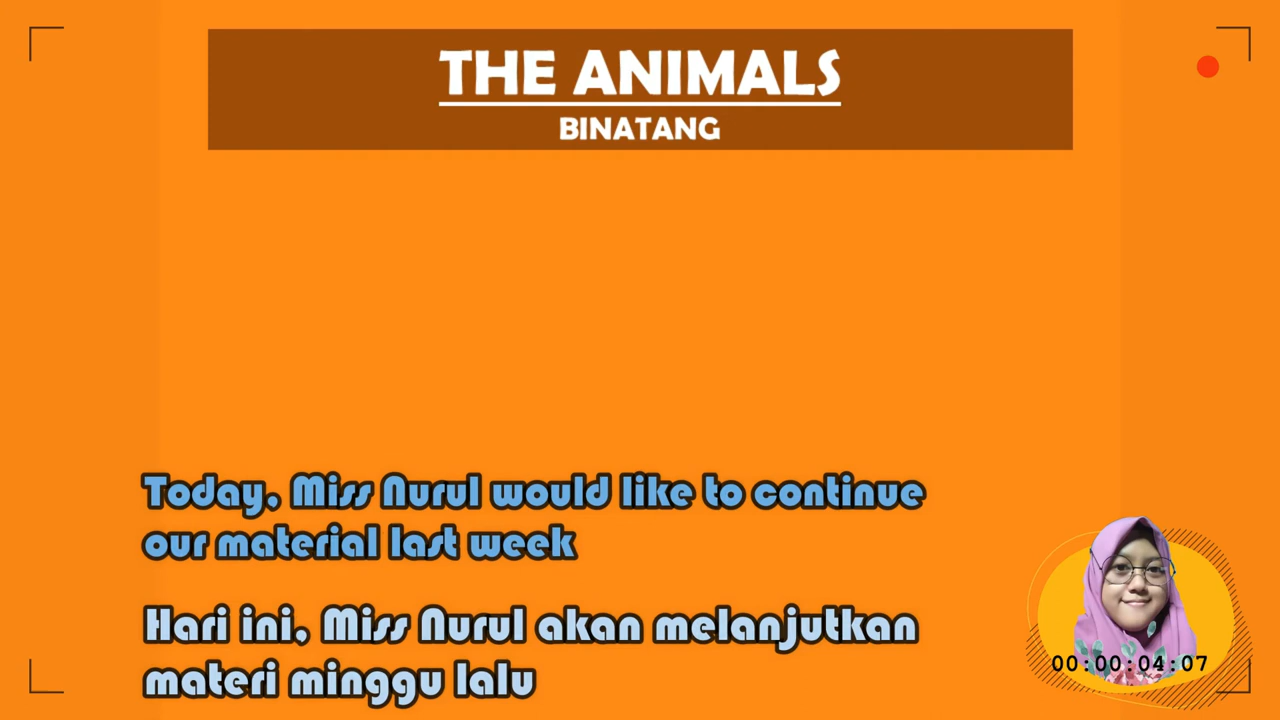 THE ANIMALS
BINATANG
Today, Miss Nurul would like to continue
our material last week
Hari ini, Miss Nurul akan melanjutkan
materi minggu lalu
00:00:04:07